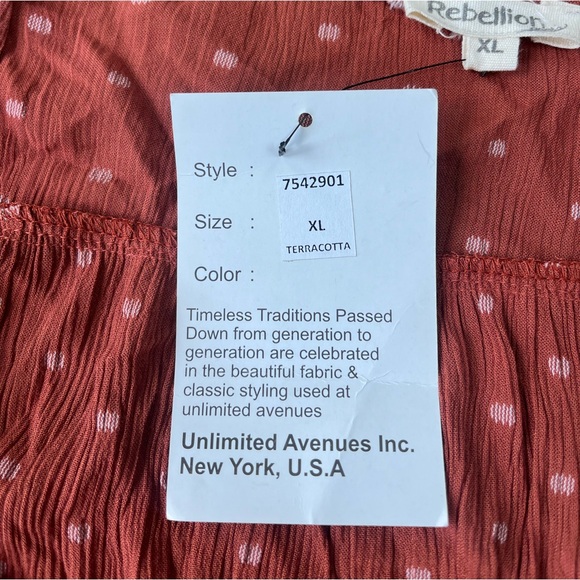 Rebellion
XL
Style :
7542901
Size :
XL
TERRACOTTA
Color :
Timeless Traditions Passed
Down from generation to
generation are celebrated
in the beautiful fabric &
classic styling used at
unlimited avenues
Unlimited Avenues Inc.
New York, U.S.A